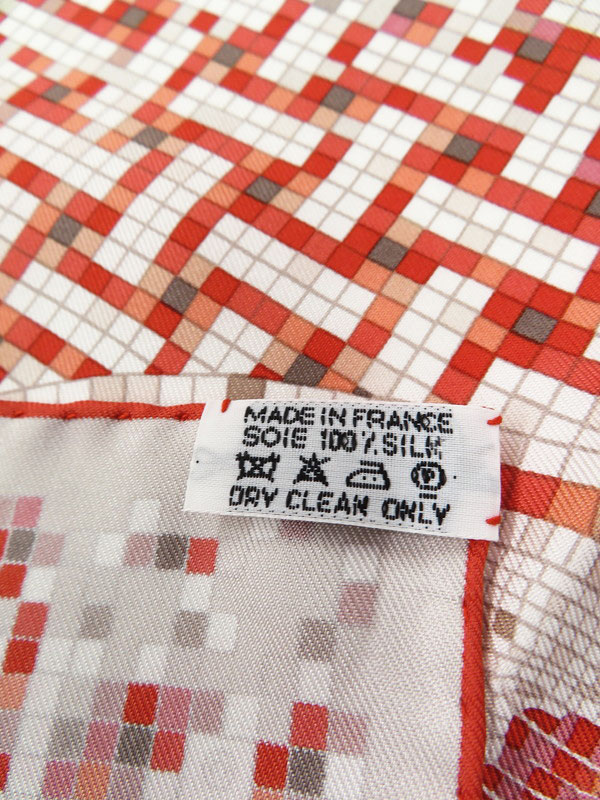 MADE IN FRANCE
SOIE 100% SILK
P
DRY CLEAN ONLY